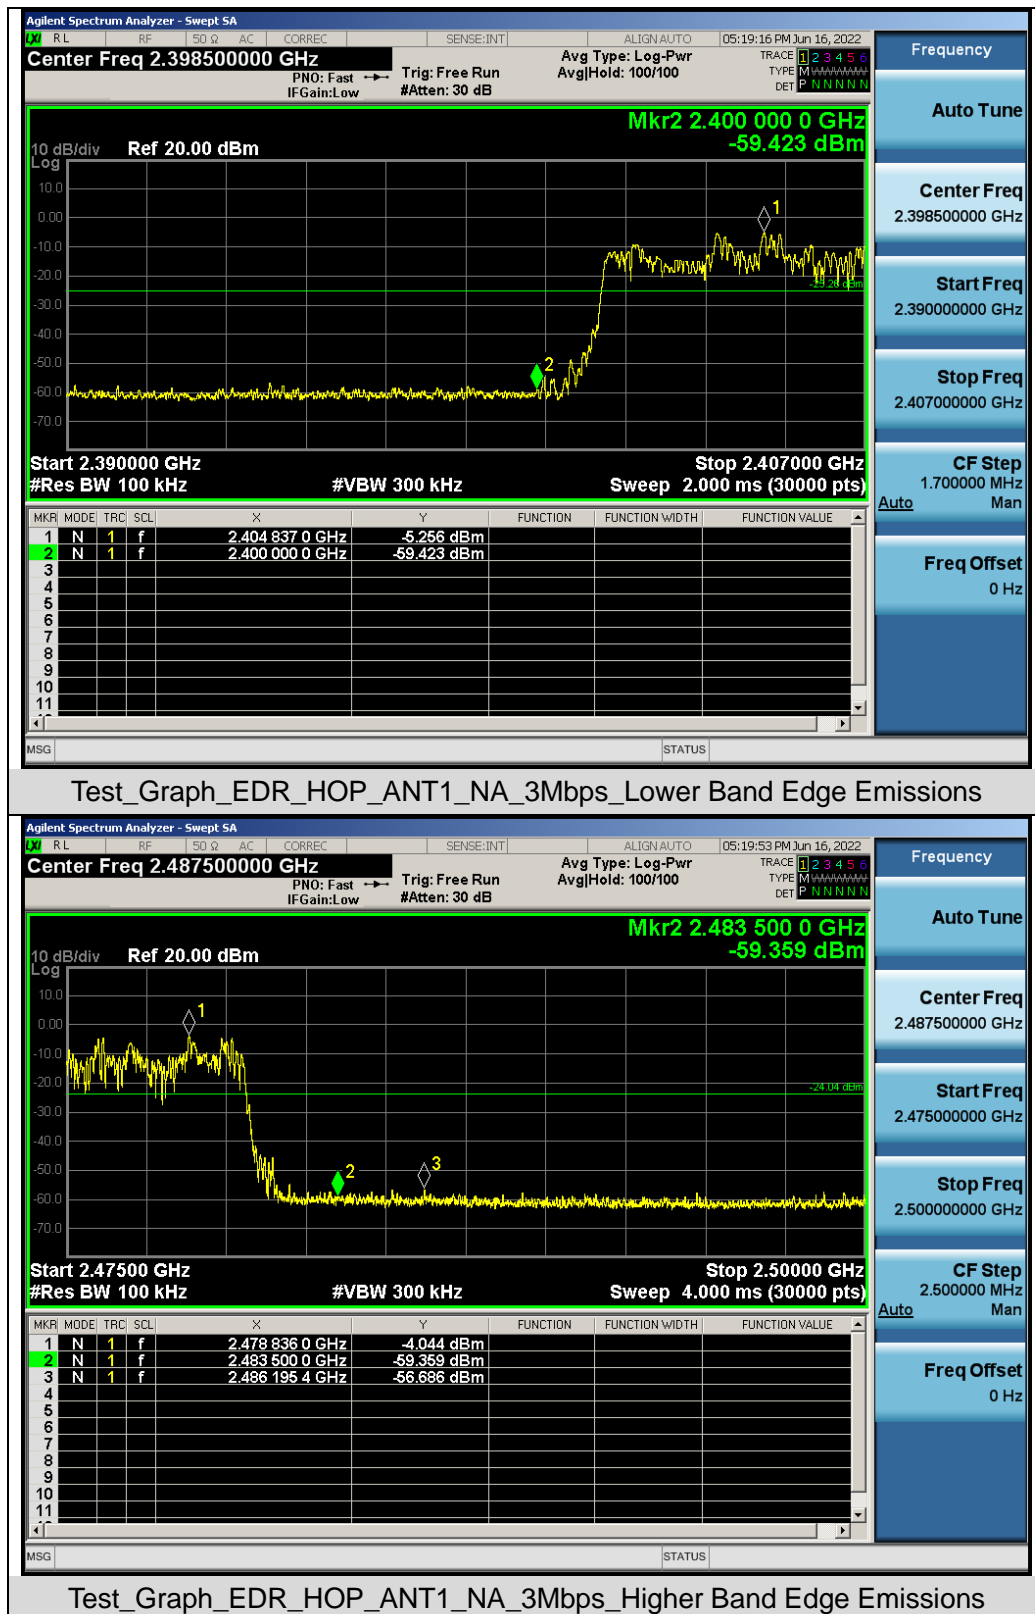 Agilent Spectrum Analyzer - Swept SA
LXI RL RF 50 Ω AC CORREC SENSE:INT ALIGN AUTO 05:19:16 PM Jun 16, 2022
Center Freq 2.398500000 GHz
PNO: Fast
IFGain:Low
Trig: Free Run
#Atten: 30 dB
Avg Type: Log-Pwr
Avg|Hold: 100/100
TRACE 1 2 3 4 5 6
TYPE M WWWWW
DET P N N N N N
Mkr2 2.400 000 0 GHz
-59.423 dBm
10 dB/div Ref 20.00 dBm
Log
10.0
0.00
-10.0
-20.0
-30.0
-40.0
-50.0
-60.0
-70.0
1
2
-25.26 dBm
Start 2.390000 GHz Stop 2.407000 GHz
#Res BW 100 kHz #VBW 300 kHz Sweep 2.000 ms (30000 pts)
MKR MODE TRC SCL X Y FUNCTION FUNCTION WIDTH FUNCTION VALUE
1 N 1 f 2.404 837 0 GHz -5.256 dBm
2 N 1 f 2.400 000 0 GHz -59.423 dBm
3
4
5
6
7
8
9
10
11
MSG STATUS
Frequency
Auto Tune
Center Freq
2.398500000 GHz
Start Freq
2.390000000 GHz
Stop Freq
2.407000000 GHz
CF Step
1.700000 MHz
Auto Man
Freq Offset
0 Hz
Test_Graph_EDR_HOP_ANT1_NA_3Mbps_Lower Band Edge Emissions
Agilent Spectrum Analyzer - Swept SA
LXI RL RF 50 Ω AC CORREC SENSE:INT ALIGN AUTO 05:19:53 PM Jun 16, 2022
Center Freq 2.487500000 GHz
PNO: Fast
IFGain:Low
Trig: Free Run
#Atten: 30 dB
Avg Type: Log-Pwr
Avg|Hold: 100/100
TRACE 1 2 3 4 5 6
TYPE M WWWWW
DET P N N N N N
Mkr2 2.483 500 0 GHz
-59.359 dBm
10 dB/div Ref 20.00 dBm
Log
10.0
0.00
-10.0
-20.0
-30.0
-40.0
-50.0
-60.0
-70.0
1
2
3
-24.04 dBm
Start 2.47500 GHz Stop 2.50000 GHz
#Res BW 100 kHz #VBW 300 kHz Sweep 4.000 ms (30000 pts)
MKR MODE TRC SCL X Y FUNCTION FUNCTION WIDTH FUNCTION VALUE
1 N 1 f 2.478 836 0 GHz -4.044 dBm
2 N 1 f 2.483 500 0 GHz -59.359 dBm
3 N 1 f 2.486 195 4 GHz -56.686 dBm
4
5
6
7
8
9
10
11
MSG STATUS
Frequency
Auto Tune
Center Freq
2.487500000 GHz
Start Freq
2.475000000 GHz
Stop Freq
2.500000000 GHz
CF Step
2.500000 MHz
Auto Man
Freq Offset
0 Hz
Test_Graph_EDR_HOP_ANT1_NA_3Mbps_Higher Band Edge Emissions